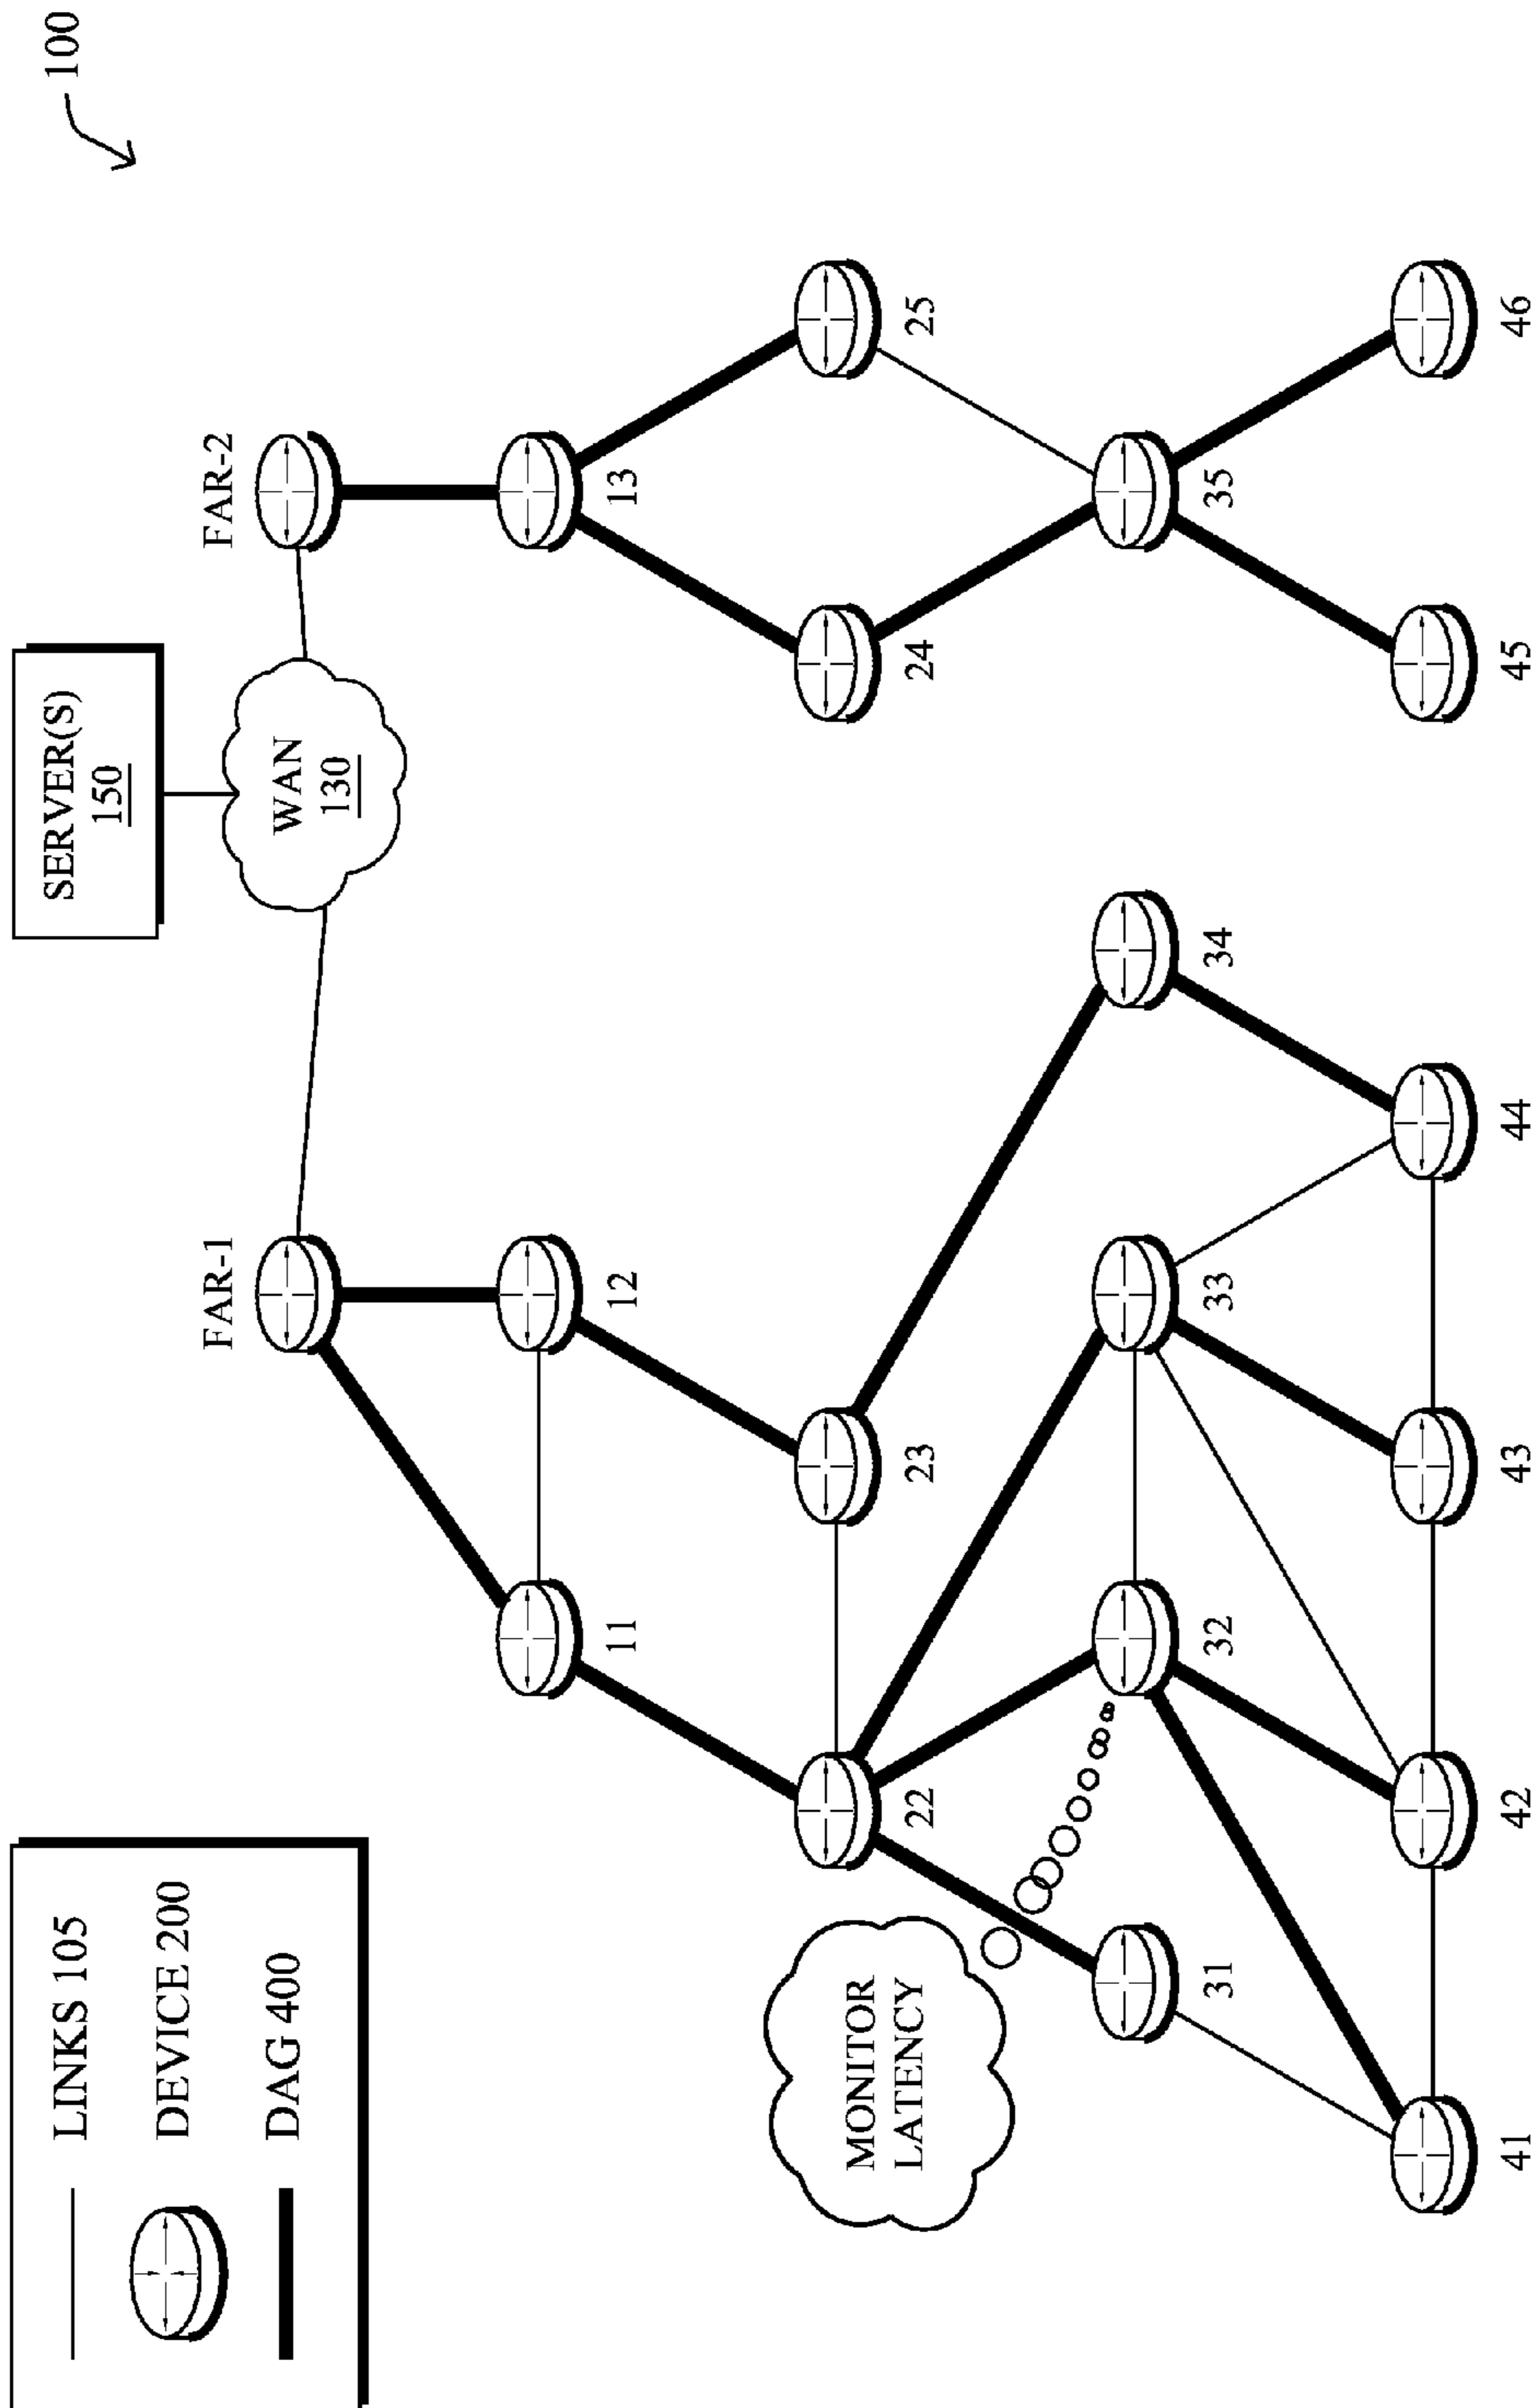 100
LINKS 105
DEVICE 200
DAG 400
SERVER(S)
150
WAN
130
FAR-1
FAR-2
11
12
13
22
23
24
25
MONITOR
LATENCY
31
32
33
34
35
41
42
43
44
45
46